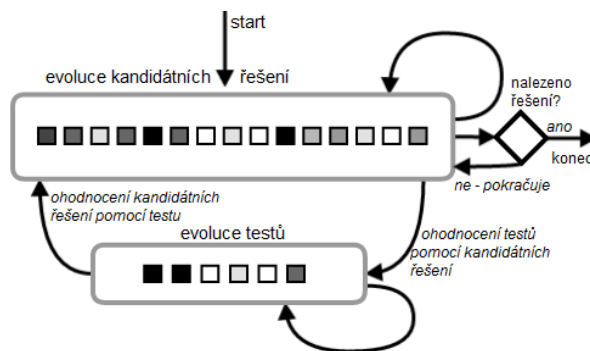 start
evoluce kandidátních řešení
nalezeno
řešení?
ano
konec
ne - pokračuje
ohodnocení kandidátních
řešení pomocí testu
evoluce testů
ohodnocení testů
pomocí kandidátních
řešení